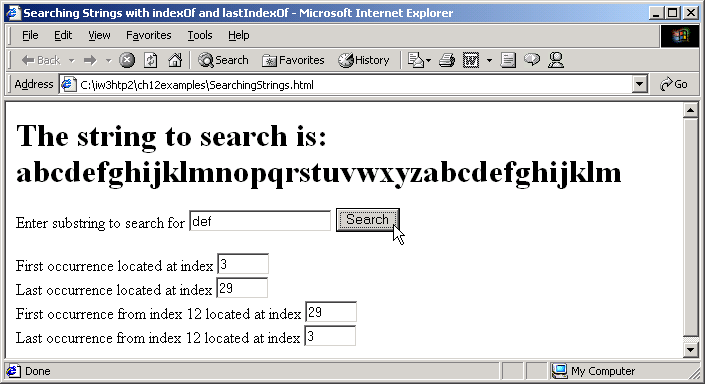 Searching Strings with indexOf and lastIndexOf - Microsoft Internet Explorer
File Edit View Favorites Tools Help
Back Search Favorites History
Address C:\iw3htp2\ch12examples\SearchingStrings.html Go
The string to search is:
abcdefghijklmnopqrstuvwxyzabcdefghijklm
Enter substring to search for def Search
First occurrence located at index 3
Last occurrence located at index 29
First occurrence from index 12 located at index 29
Last occurrence from index 12 located at index 3
Done My Computer